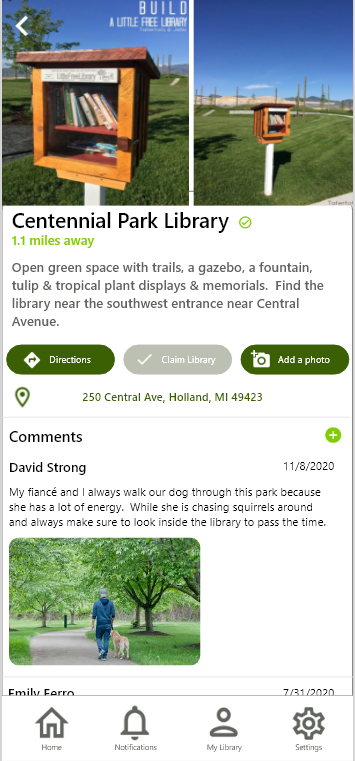 BUILD
A LITTLE FREE LIBRARY
LittleFreeLibrary
Centennial Park Library
1.1 miles away
Open green space with trails, a gazebo, a fountain,
tulip & tropical plant displays & memorials. Find the
library near the southwest entrance near Central
Avenue.
Directions
Claim Library
Add a photo
250 Central Ave, Holland, MI 49423
Comments
David Strong
11/8/2020
My fiancé and I always walk our dog through this park because
she has a lot of energy. While she is chasing squirrels around
and always make sure to look inside the library to pass the time.
Emily Ferro
7/31/2020
Home
Notifications
My Library
Settings